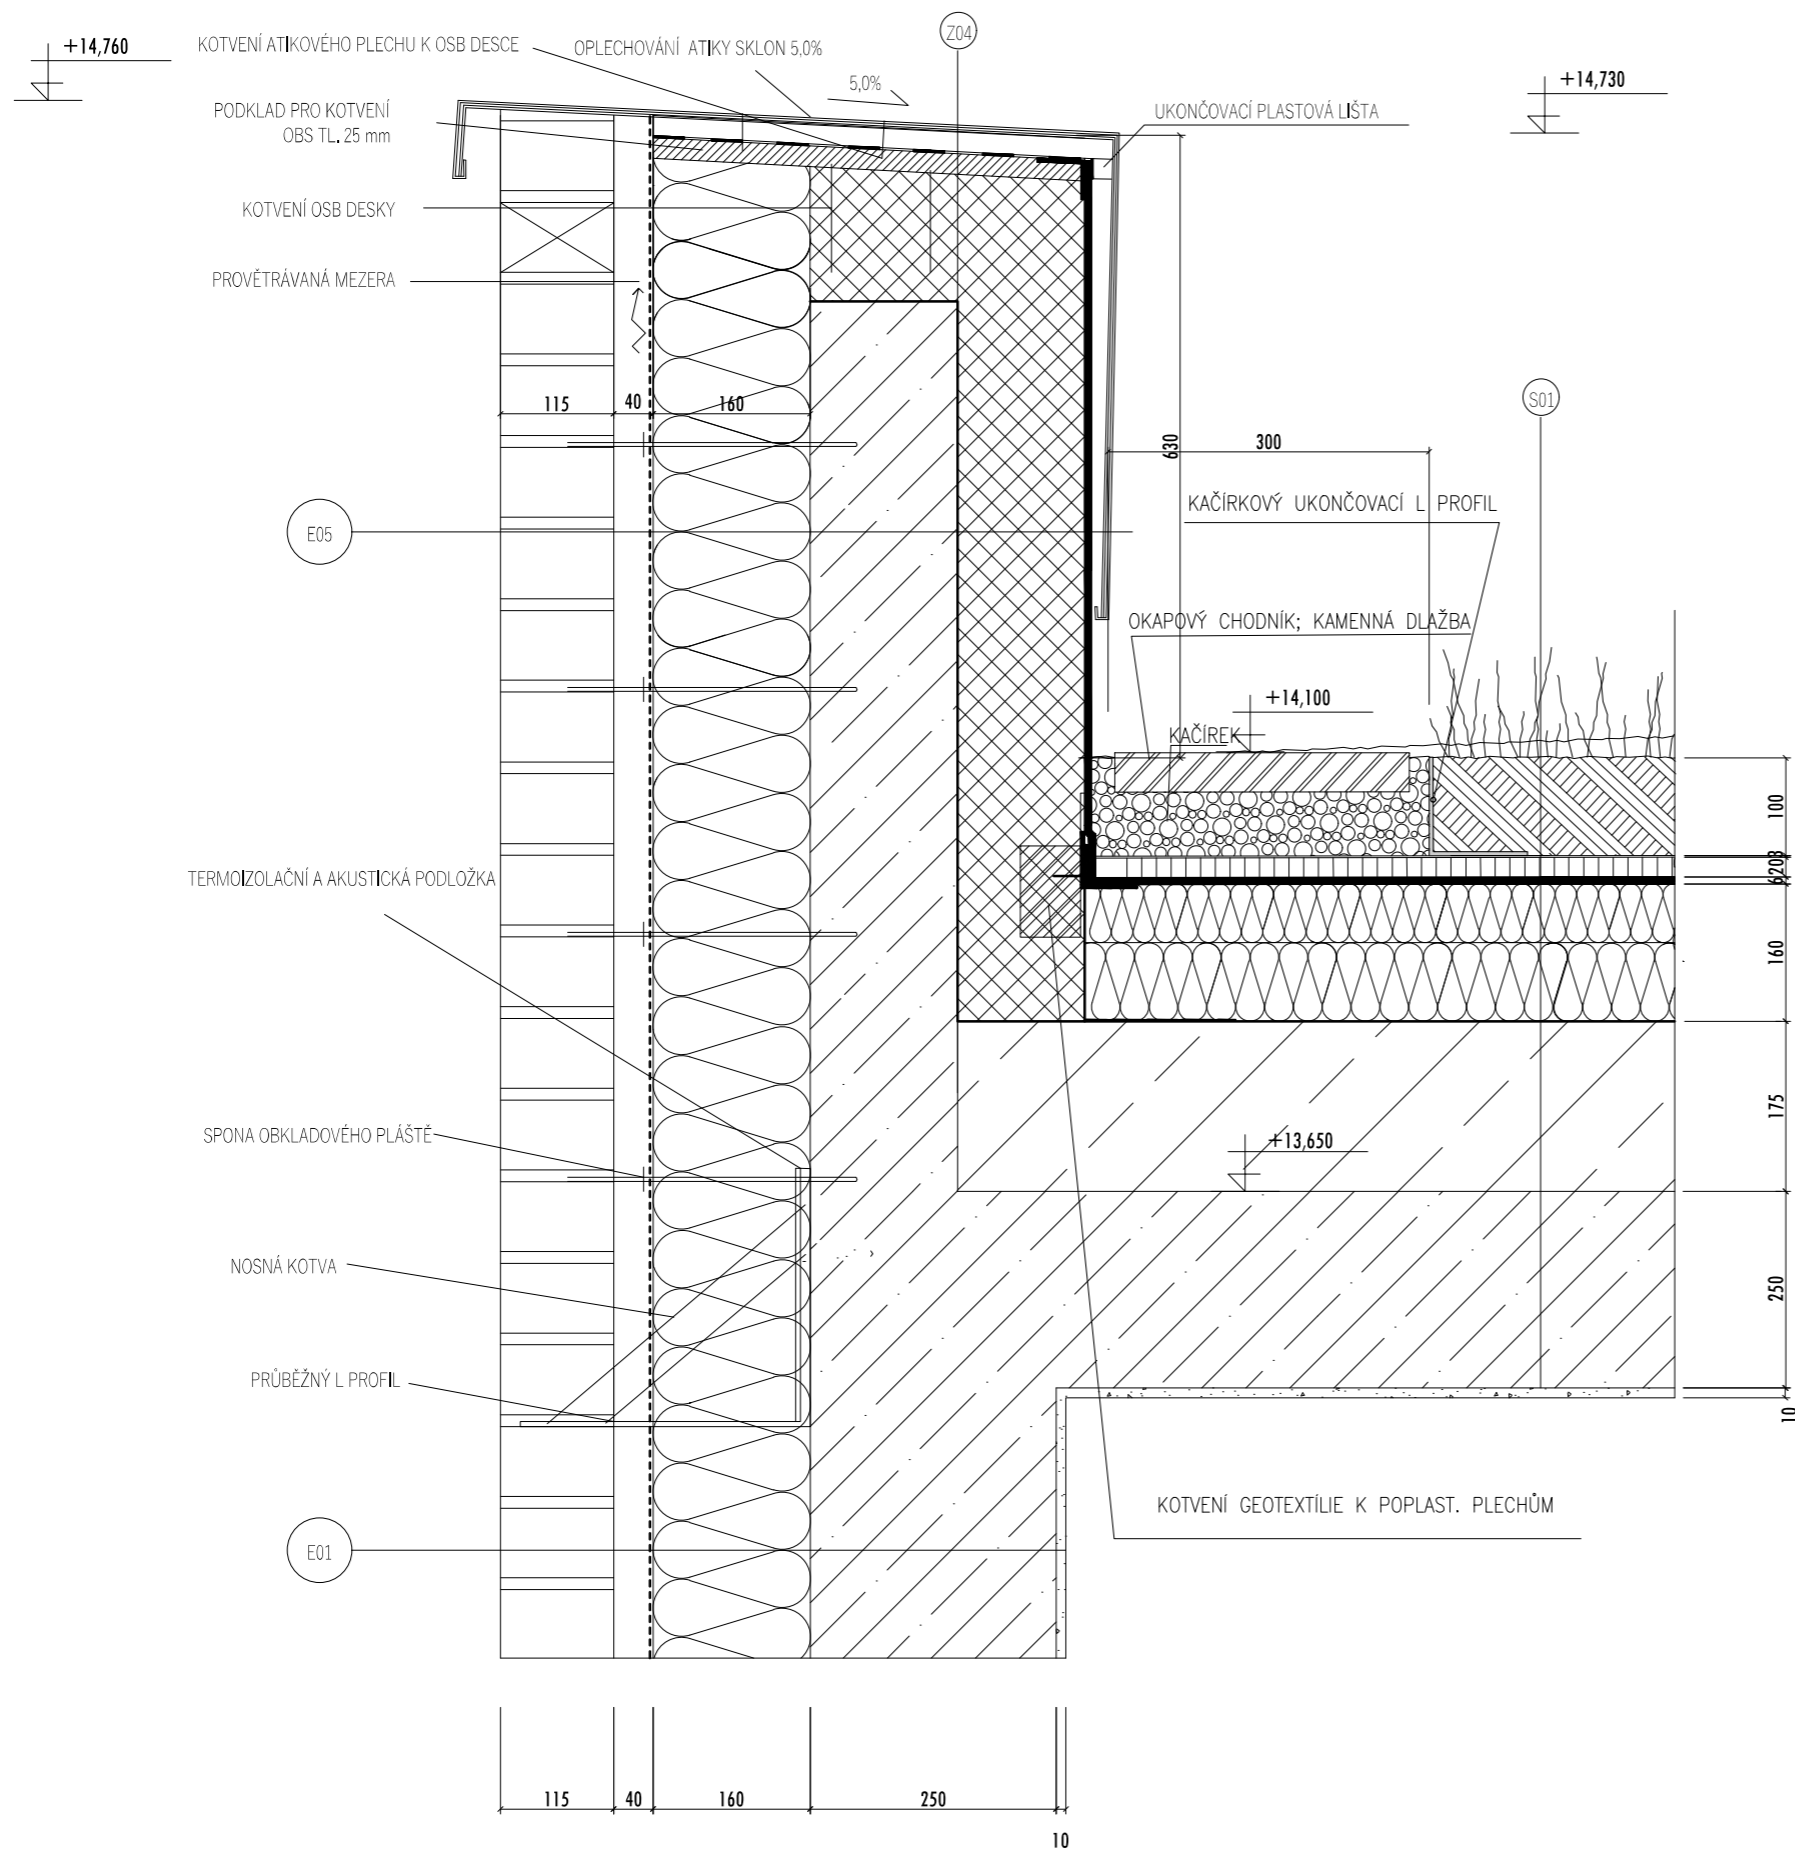 Z04
+14,760
KOTVENÍ ATIKOVÉHO PLECHU K OSB DESCE
OPLECHOVÁNÍ ATIKY SKLON 5,0%
5,0%
+14,730
PODKLAD PRO KOTVENÍ
OBS TL. 25 mm
UKONČOVACÍ PLASTOVÁ LIŠTA
KOTVENÍ OSB DESKY
PROVĚTRÁVANÁ MEZERA
115
40
160
S01
630
300
KAČÍRKOVÝ UKONČOVACÍ L PROFIL
E05
OKAPOVÝ CHODNÍK; KAMENNÁ DLAŽBA
+14,100
KAČÍREK
100
TERMOIZOLAČNÍ A AKUSTICKÁ PODLOŽKA
160
175
SPONA OBKLADOVÉHO PLÁŠTĚ
+13,650
NOSNÁ KOTVA
250
PRŮBĚŽNÝ L PROFIL
10
KOTVENÍ GEOTEXTÍLIE K POPLAST. PLECHŮM
E01
115
40
160
250
10